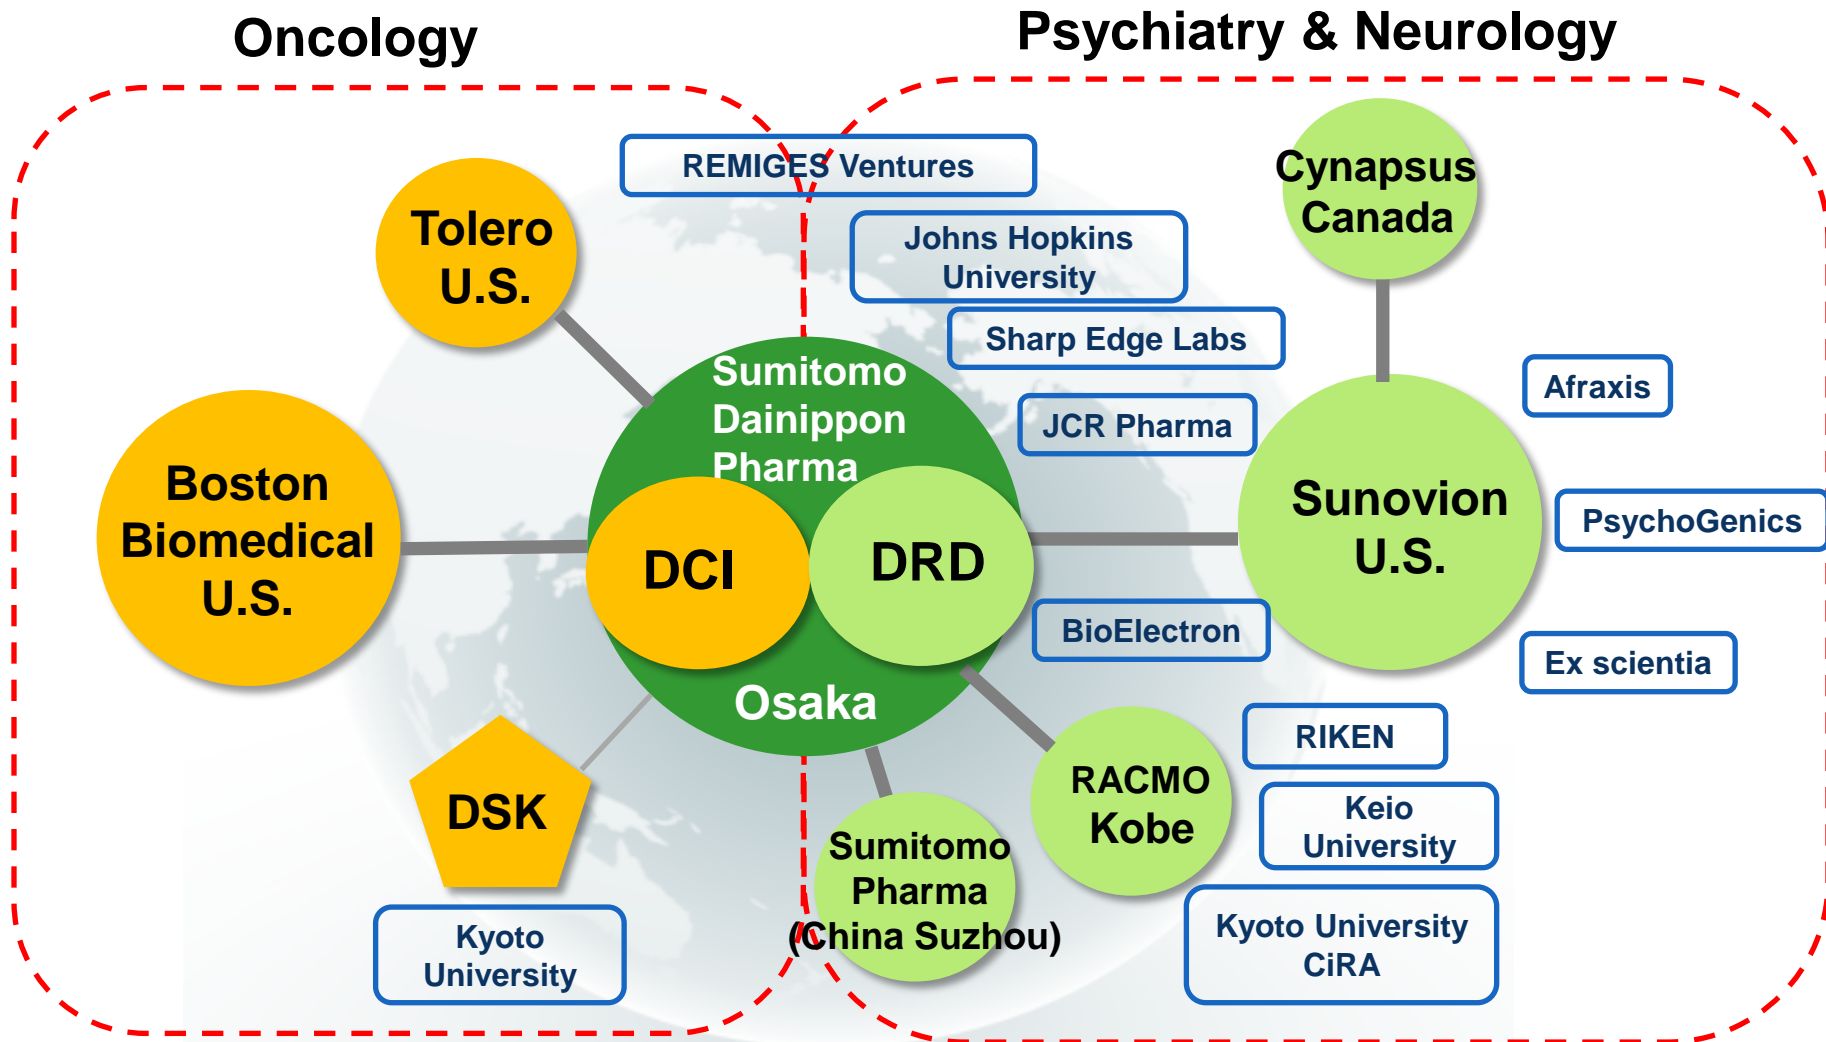 Oncology
Psychiatry & Neurology
REMIGES Ventures
Cynapsus
Canada
Tolero
U.S.
Johns Hopkins
University
Sharp Edge Labs
Sumitomo
Dainippon
Pharma
Afraxis
JCR Pharma
Boston
Biomedical
U.S.
Sunovion
U.S.
PsychoGenics
DCI
DRD
BioElectron
Ex scientia
Osaka
RIKEN
DSK
RACMO
Kobe
Keio
University
Sumitomo
Pharma
(China Suzhou)
Kyoto
University
Kyoto University
CiRA